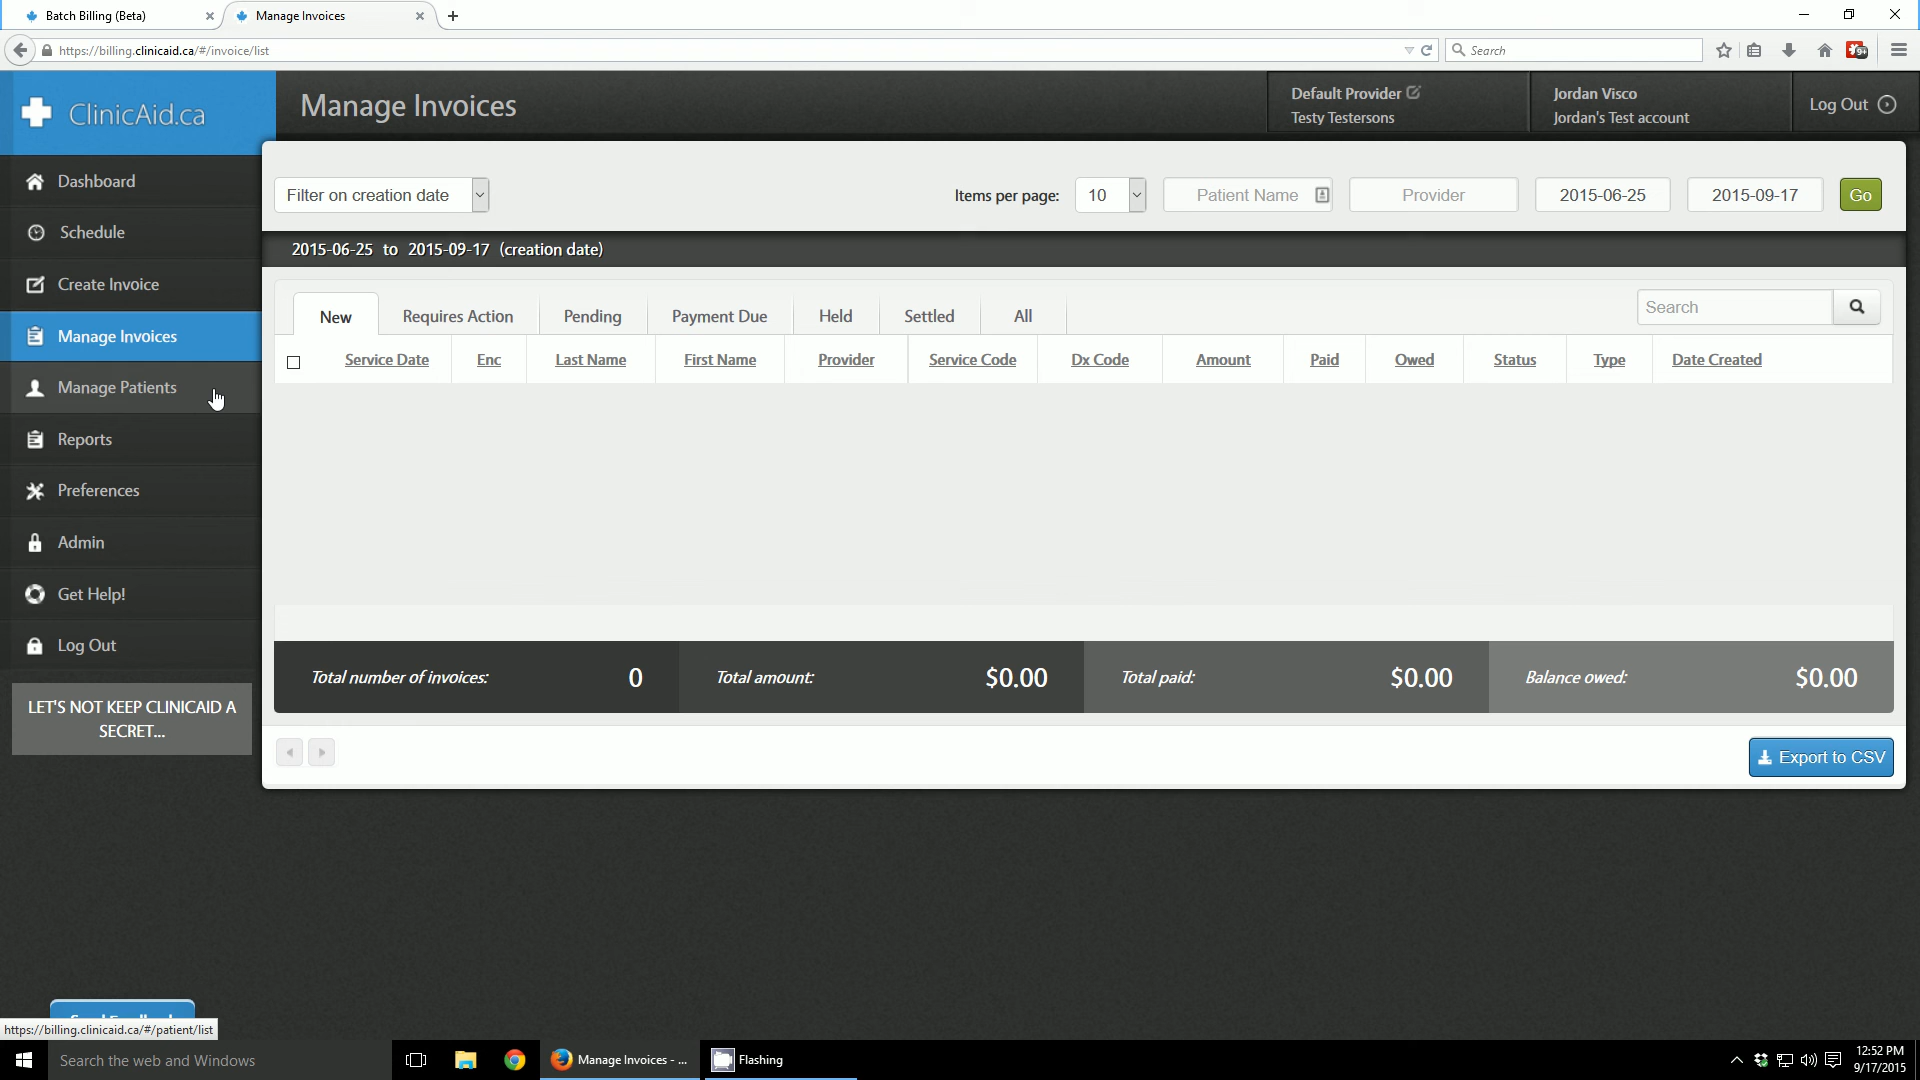 Batch Billing (Beta)
Manage Invoices
https://billing.clinicaid.ca/#/invoice/list
Search
9+
ClinicAid.ca
Manage Invoices
Default Provider
Testy Testersons
Jordan Visco
Jordan's Test account
Log Out
Dashboard
Schedule
Create Invoice
Manage Invoices
Manage Patients
Reports
Preferences
Admin
Get Help!
Log Out
LET'S NOT KEEP CLINICAID A
SECRET...
Filter on creation date
Items per page:
10
Patient Name
Provider
2015-06-25
2015-09-17
Go
2015-06-25 to 2015-09-17 (creation date)
New
Requires Action
Pending
Payment Due
Held
Settled
All
Search
Service Date
Enc
Last Name
First Name
Provider
Service Code
Dx Code
Amount
Paid
Owed
Status
Type
Date Created
Total number of invoices: 0
Total amount: $0.00
Total paid: $0.00
Balance owed: $0.00
Export to CSV
https://billing.clinicaid.ca/#/patient/list
Search the web and Windows
Manage Invoices - ...
Flashing
12:52 PM
9/17/2015